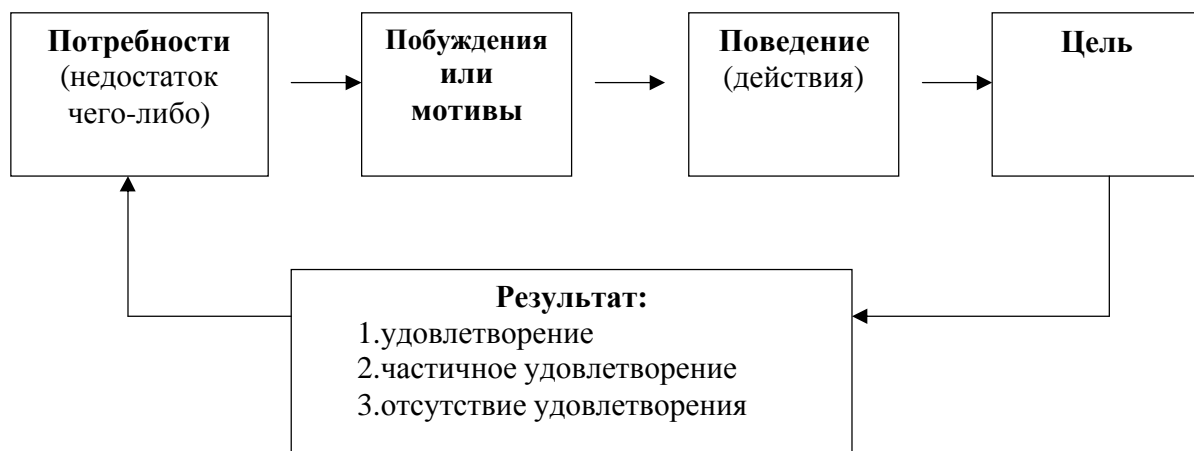 Потребности
(недостаток
чего-либо)
Побуждения
или
мотивы
Поведение
(действия)
Цель
Результат:
1.удовлетворение
2.частичное удовлетворение
3.отсутствие удовлетворения